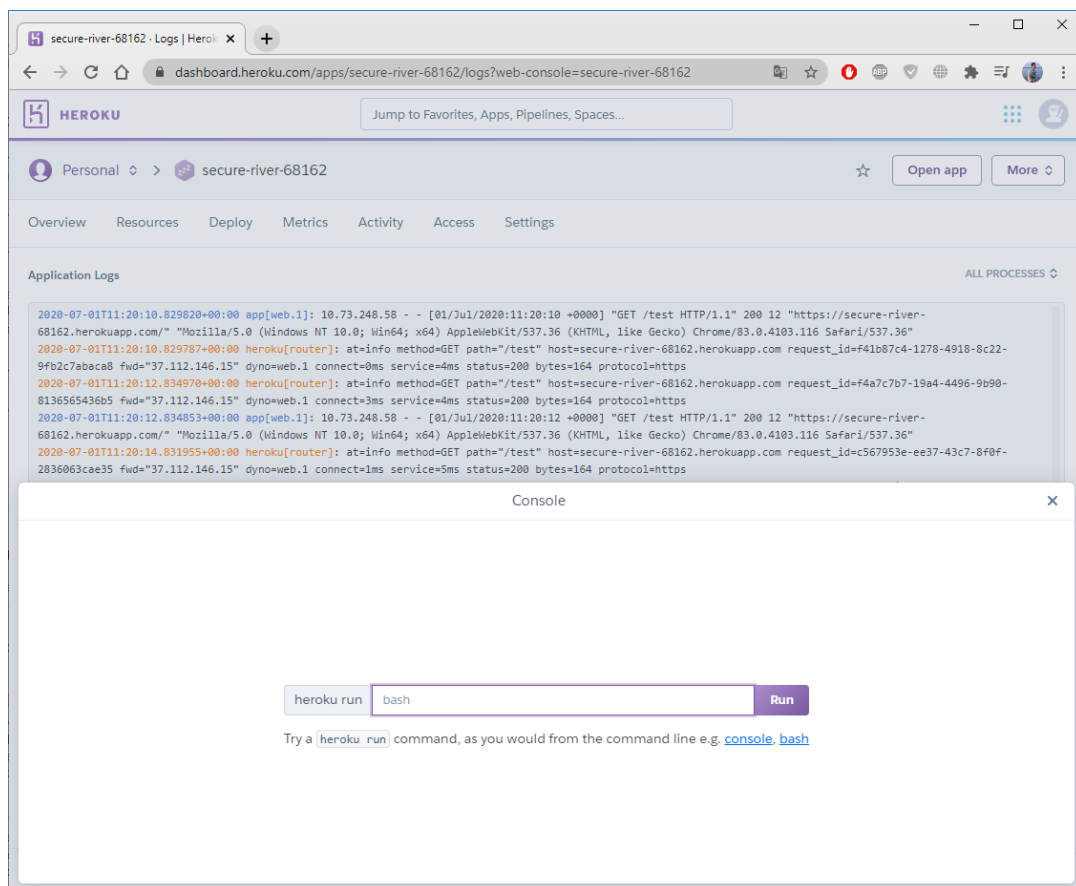 secure-river-68162 · Logs | Herok
dashboard.heroku.com/apps/secure-river-68162/logs?web-console=secure-river-68162
ABP
HEROKU
Jump to Favorites, Apps, Pipelines, Spaces...
Personal > secure-river-68162
Open app
More
Overview Resources Deploy Metrics Activity Access Settings
Application Logs
ALL PROCESSES
2020-07-01T11:20:10.829820+00:00 app[web.1]: 10.73.248.58 - - [01/Jul/2020:11:20:10 +0000] "GET /test HTTP/1.1" 200 12 "https://secure-river-
68162.herokuapp.com/" "Mozilla/5.0 (Windows NT 10.0; Win64; x64) AppleWebKit/537.36 (KHTML, like Gecko) Chrome/83.0.4103.116 Safari/537.36"
2020-07-01T11:20:10.829787+00:00 heroku[router]: at=info method=GET path="/test" host=secure-river-68162.herokuapp.com request_id=f41b87c4-1278-4918-8c22-
9fb2c7abaca8 fwd="37.112.146.15" dyno=web.1 connect=0ms service=4ms status=200 bytes=164 protocol=https
2020-07-01T11:20:12.834970+00:00 heroku[router]: at=info method=GET path="/test" host=secure-river-68162.herokuapp.com request_id=f4a7c7b7-19a4-4496-9b90-
8136565436b5 fwd="37.112.146.15" dyno=web.1 connect=3ms service=4ms status=200 bytes=164 protocol=https
2020-07-01T11:20:12.834853+00:00 app[web.1]: 10.73.248.58 - - [01/Jul/2020:11:20:12 +0000] "GET /test HTTP/1.1" 200 12 "https://secure-river-
68162.herokuapp.com/" "Mozilla/5.0 (Windows NT 10.0; Win64; x64) AppleWebKit/537.36 (KHTML, like Gecko) Chrome/83.0.4103.116 Safari/537.36"
2020-07-01T11:20:14.831955+00:00 heroku[router]: at=info method=GET path="/test" host=secure-river-68162.herokuapp.com request_id=c567953e-ee37-43c7-8f0f-
2836063cae35 fwd="37.112.146.15" dyno=web.1 connect=1ms service=5ms status=200 bytes=164 protocol=https
Console
heroku run bash Run
Try a heroku run command, as you would from the command line e.g. console, bash